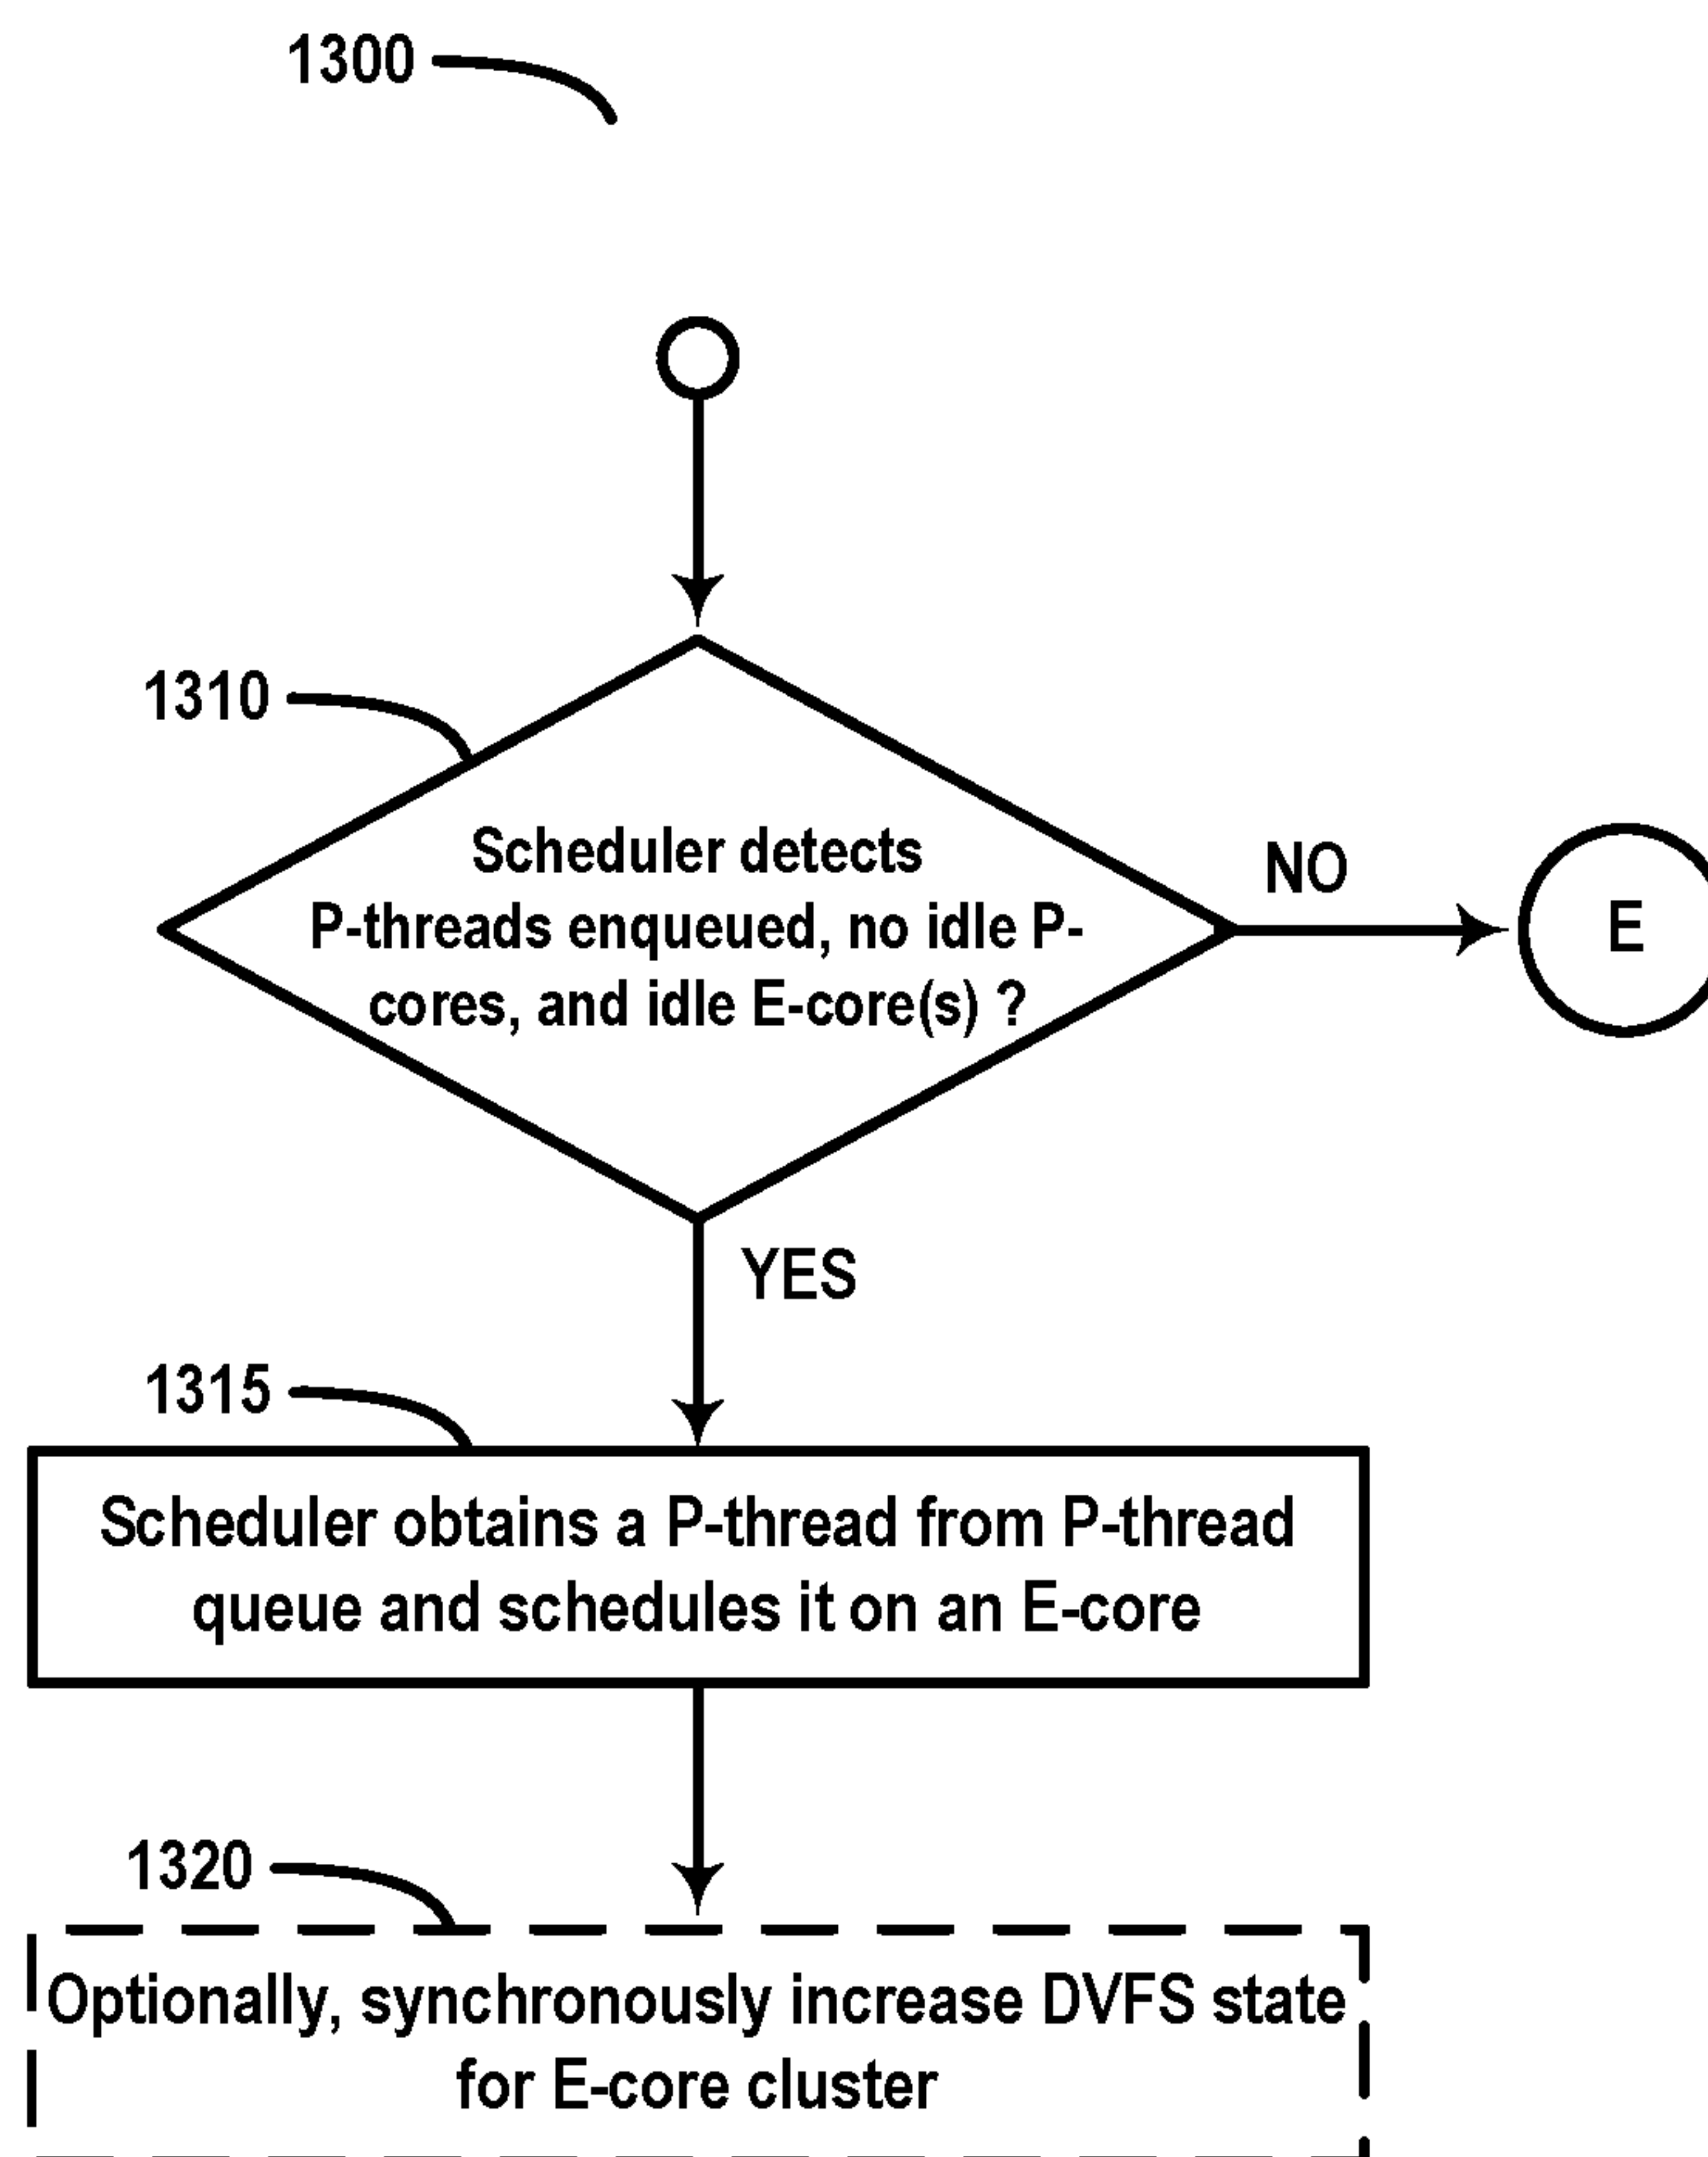 1300
1310
Scheduler detects
P-threads enqueued, no idle P-
cores, and idle E-core(s) ?
NO
E
YES
1315
Scheduler obtains a P-thread from P-thread
queue and schedules it on an E-core
1320
Optionally, synchronously increase DVFS state
for E-core cluster